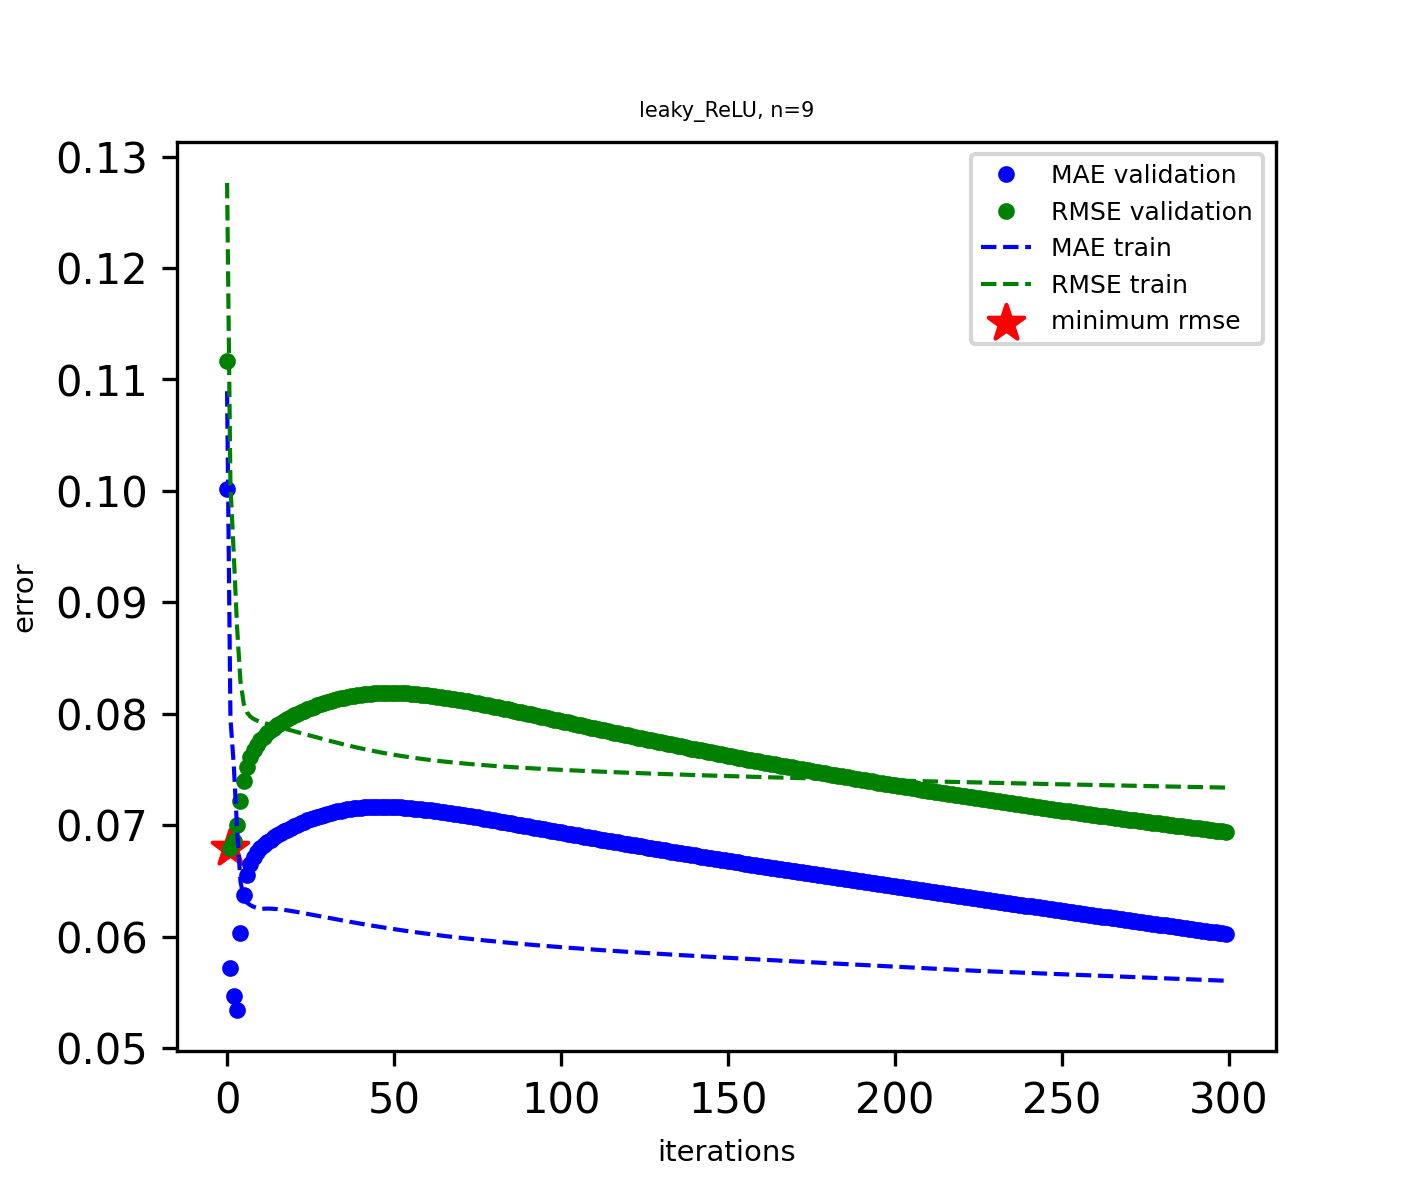 leaky_ReLU, n=9
0.13
0.12
0.11
0.10
0.09
0.08
0.07
0.06
0.05
error
MAE validation
RMSE validation
MAE train
RMSE train
minimum rmse
0 50 100 150 200 250 300
iterations